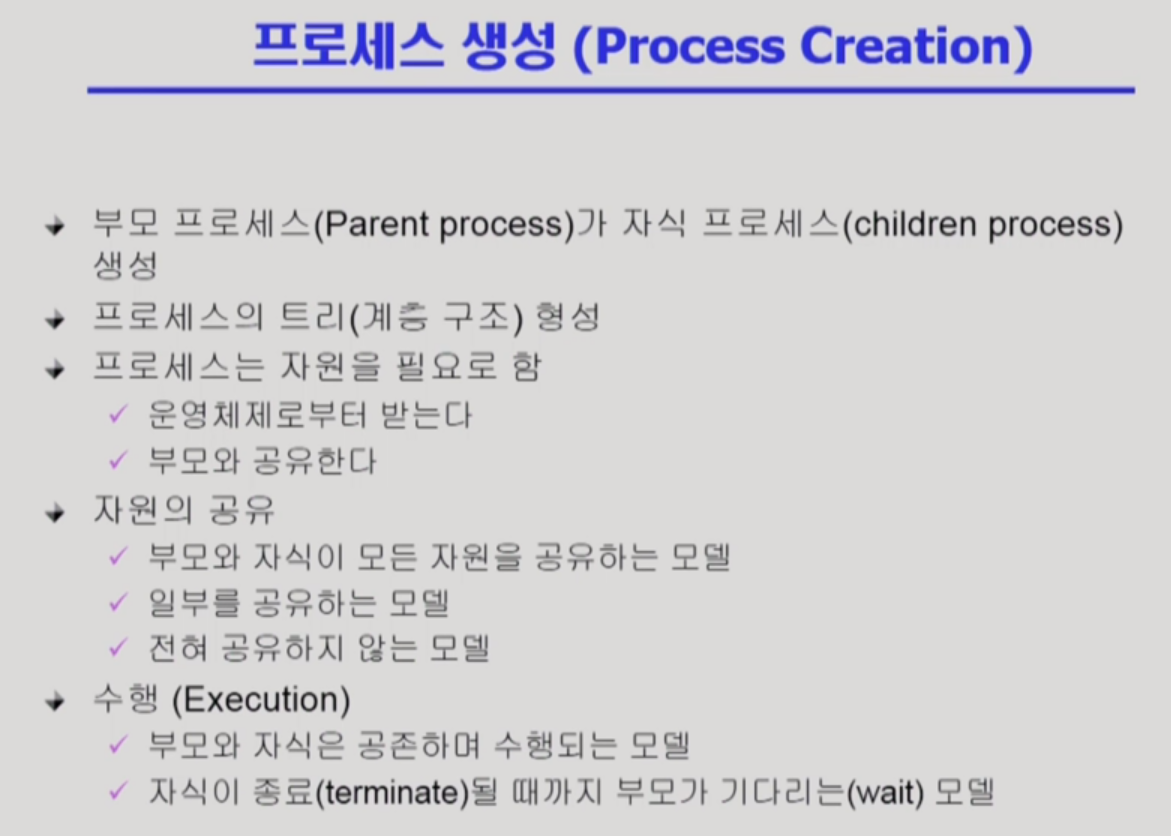 프로세스 생성 (Process Creation)
부모 프로세스(Parent process)가 자식 프로세스(children process)
생성
프로세스의 트리(계층 구조) 형성
프로세스는 자원을 필요로 함
운영체제로부터 받는다
부모와 공유한다
자원의 공유
부모와 자식이 모든 자원을 공유하는 모델
일부를 공유하는 모델
전혀 공유하지 않는 모델
수행 (Execution)
부모와 자식은 공존하며 수행되는 모델
자식이 종료(terminate)될 때까지 부모가 기다리는(wait) 모델